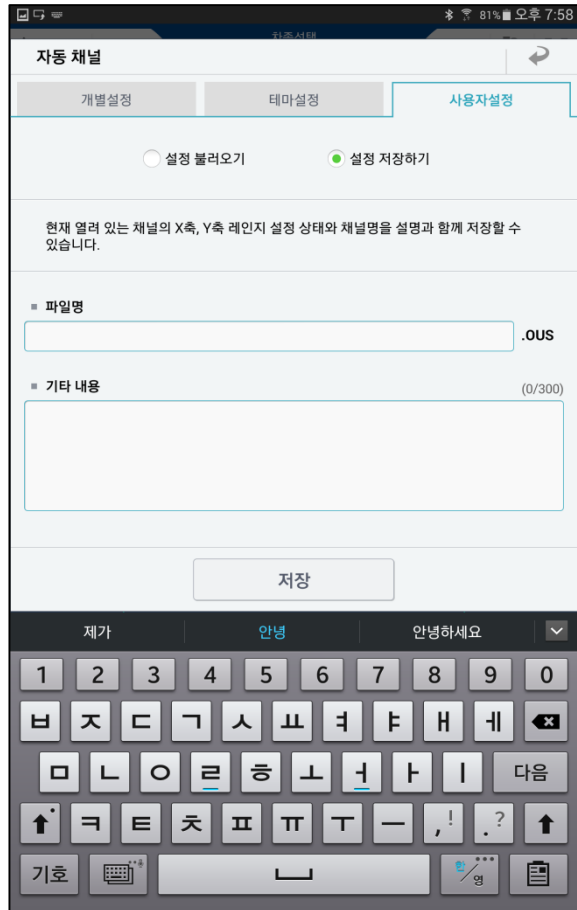 81% 오후 7:58
차종선택
자동 채널
개별설정 테마설정 사용자설정
설정 불러오기 설정 저장하기
현재 열려 있는 채널의 X축, Y축 레인지 설정 상태와 채널명을 설명과 함께 저장할 수
있습니다.
파일명
.OUS
기타 내용 (0/300)
저장
제가 안녕 안녕하세요
1 2 3 4 5 6 7 8 9 0
ㅂ ㅈ ㄷ ㄱ ㅅ ㅛ ㅕ ㅑ ㅐ ㅔ
ㅁ ㄴ ㅇ ㄹ ㅎ ㅗ ㅓ ㅏ ㅣ 다음
ㅋ ㅌ ㅊ ㅍ ㅠ ㅜ ㅡ , ! . ?
기호 한/영